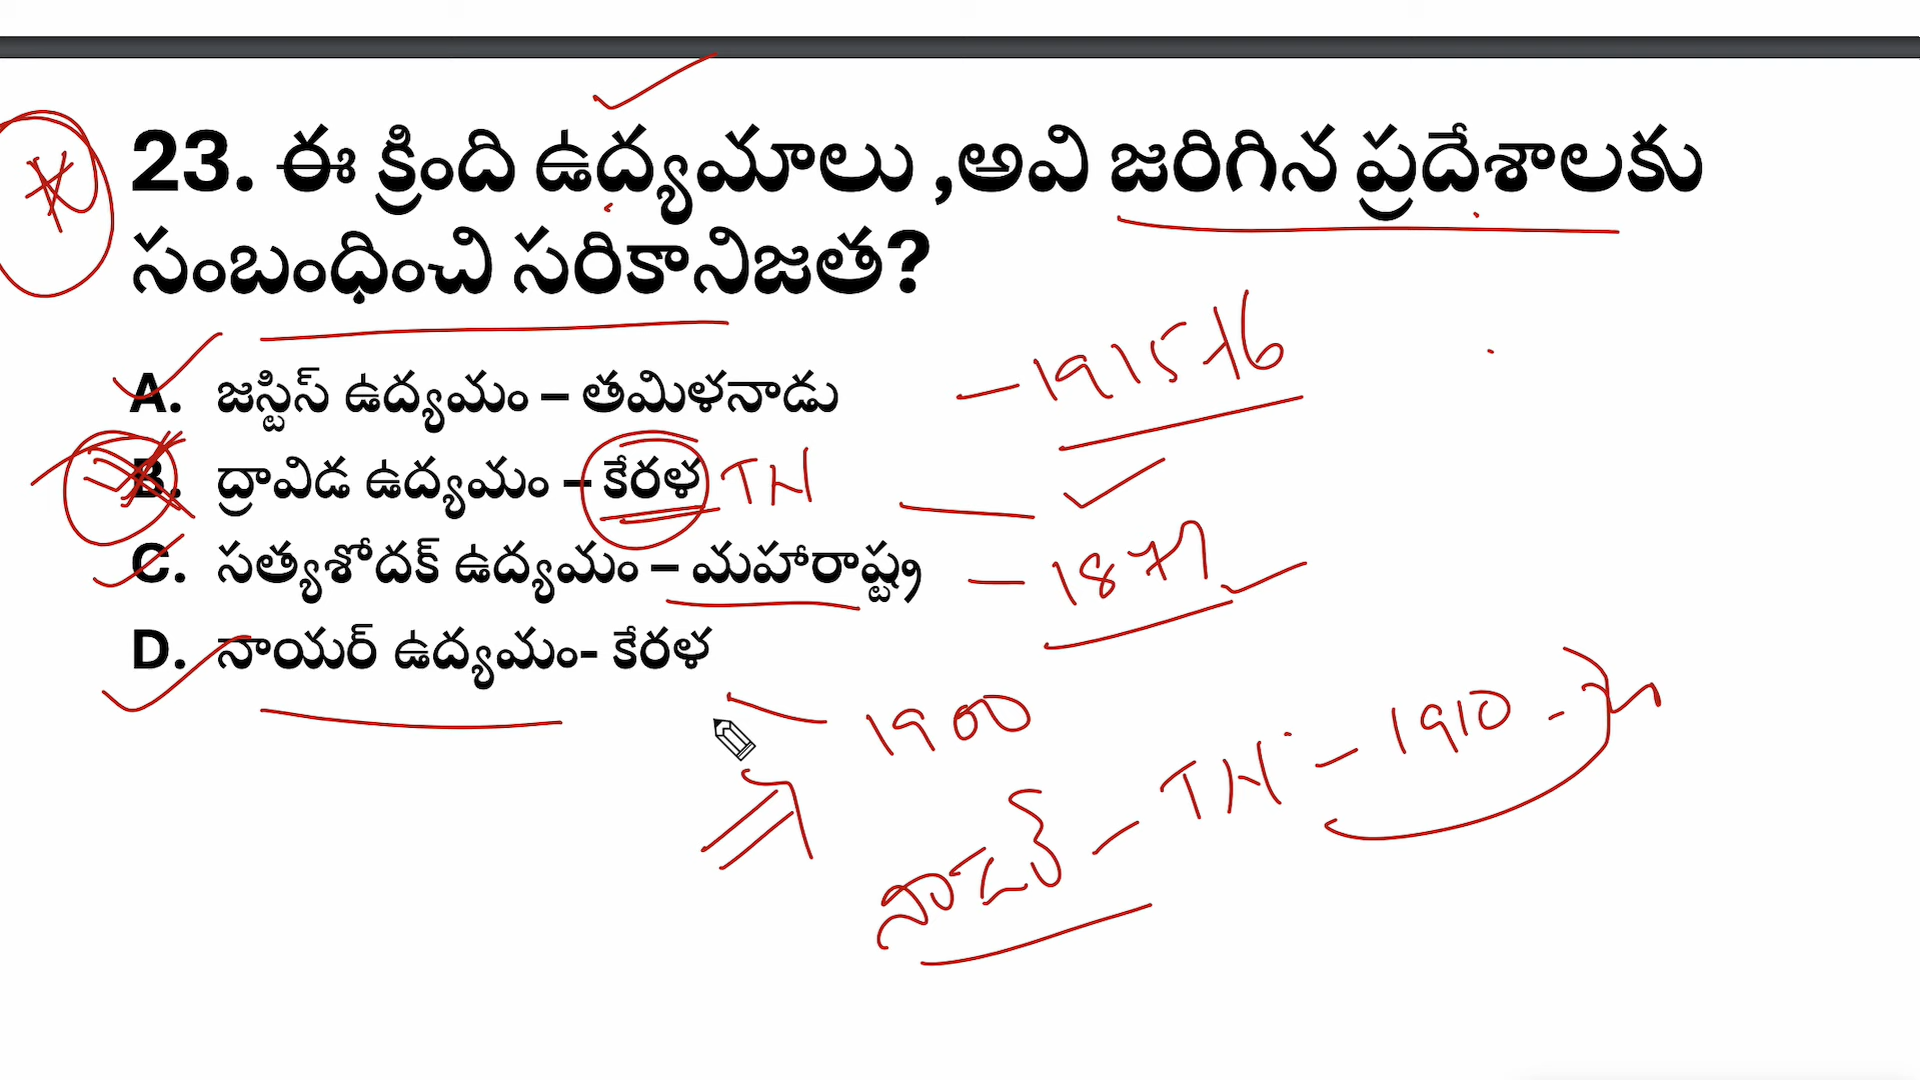 23. ఈ క్రింది ఉద్యమాలు ,అవి జరిగిన ప్రదేశాలకు
సంబంధించి సరికానిజత?
A. జస్టిస్ ఉద్యమం – తమిళనాడు – 1915-16
B. ద్రావిడ ఉద్యమం – కేరళ TN
C. సత్యశోదక్ ఉద్యమం – మహారాష్ట్ర – 1871
D. నాయర్ ఉద్యమం- కేరళ
1900
నాడార్ – TN – 1910 -